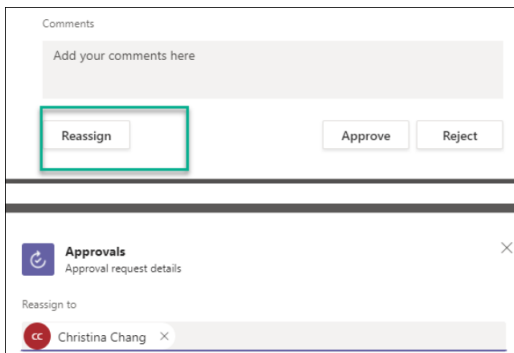 Comments
Add your comments here
Reassign Approve Reject
Approvals
Approval request details
Reassign to
CC Christina Chang